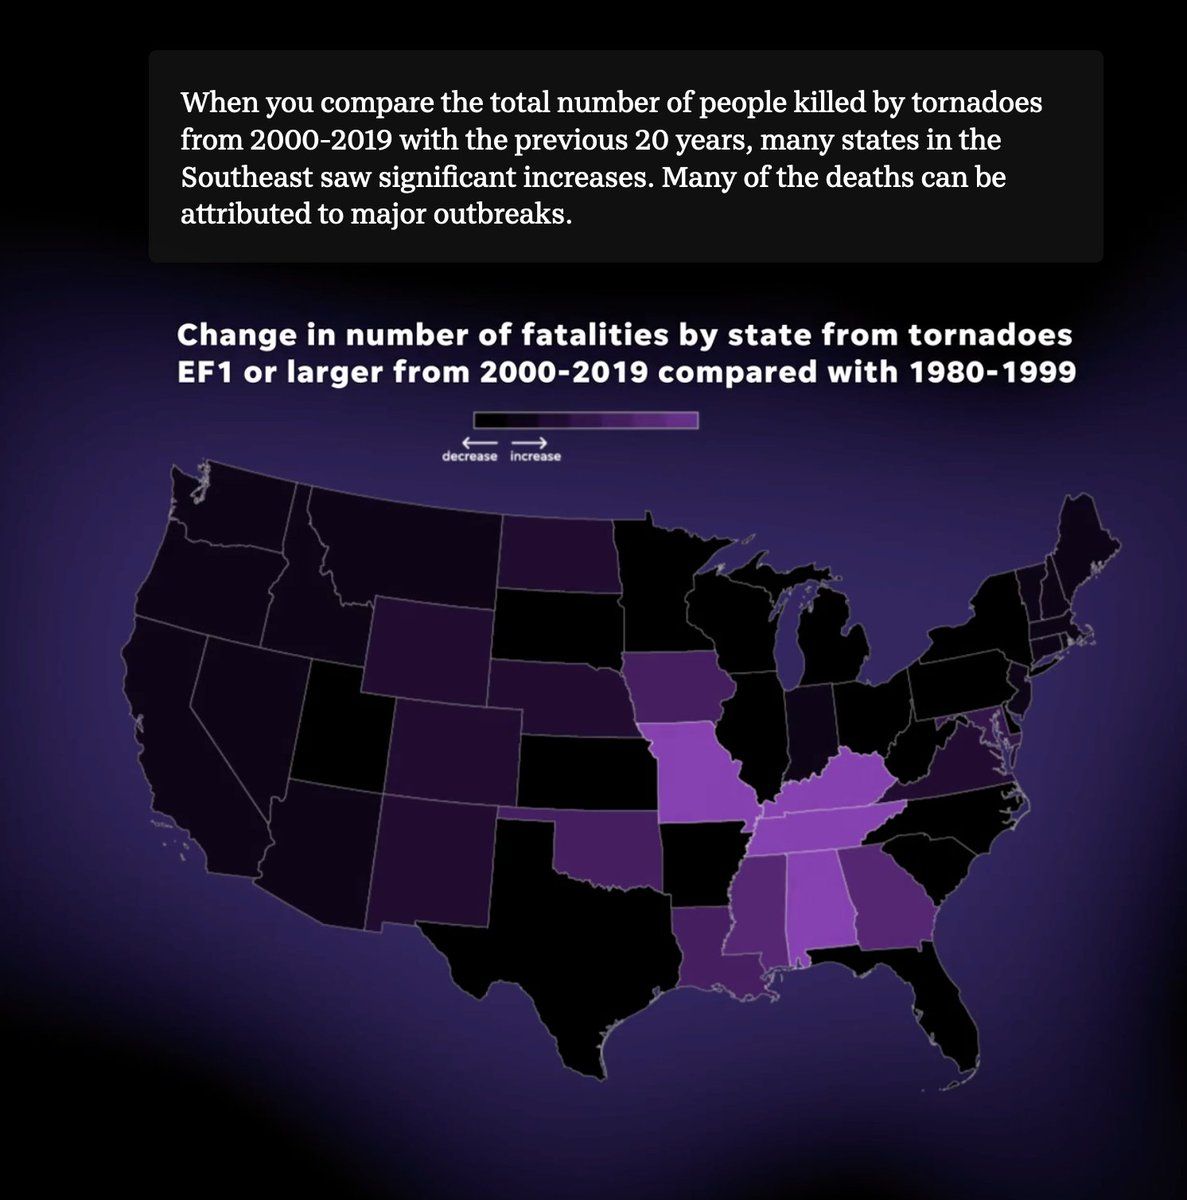 When you compare the total number of people killed by tornadoes
from 2000-2019 with the previous 20 years, many states in the
Southeast saw significant increases. Many of the deaths can be
attributed to major outbreaks.
Change in number of fatalities by state from tornadoes
EF1 or larger from 2000-2019 compared with 1980-1999
decrease increase